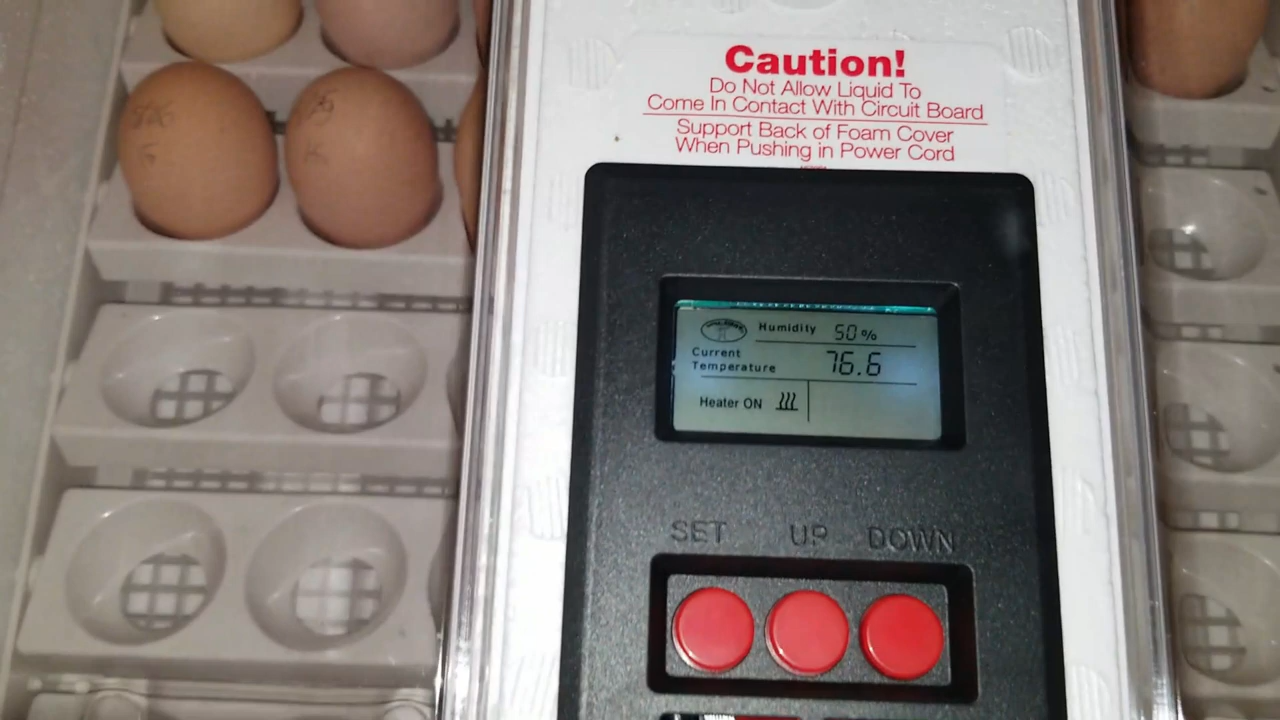 Caution!
Do Not Allow Liquid To
Come In Contact With Circuit Board
Support Back of Foam Cover
When Pushing in Power Cord
Humidity 50%
Current
Temperature 76.6
Heater ON
SET UP DOWN